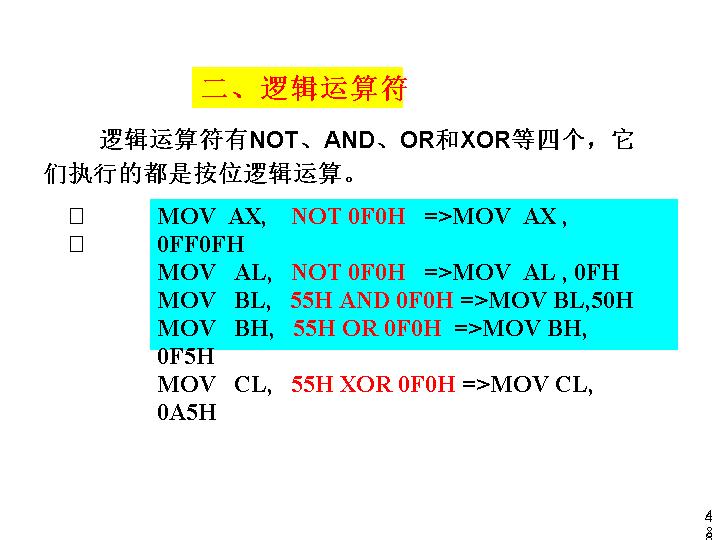 二、逻辑运算符
逻辑运算符有NOT、AND、OR和XOR等四个，它
们执行的都是按位逻辑运算。
MOV AX, NOT 0F0H =>MOV AX ,
0FF0FH
MOV AL, NOT 0F0H =>MOV AL , 0FH
MOV BL, 55H AND 0F0H =>MOV BL,50H
MOV BH, 55H OR 0F0H =>MOV BH,
0F5H
MOV CL, 55H XOR 0F0H =>MOV CL,
0A5H
4
8